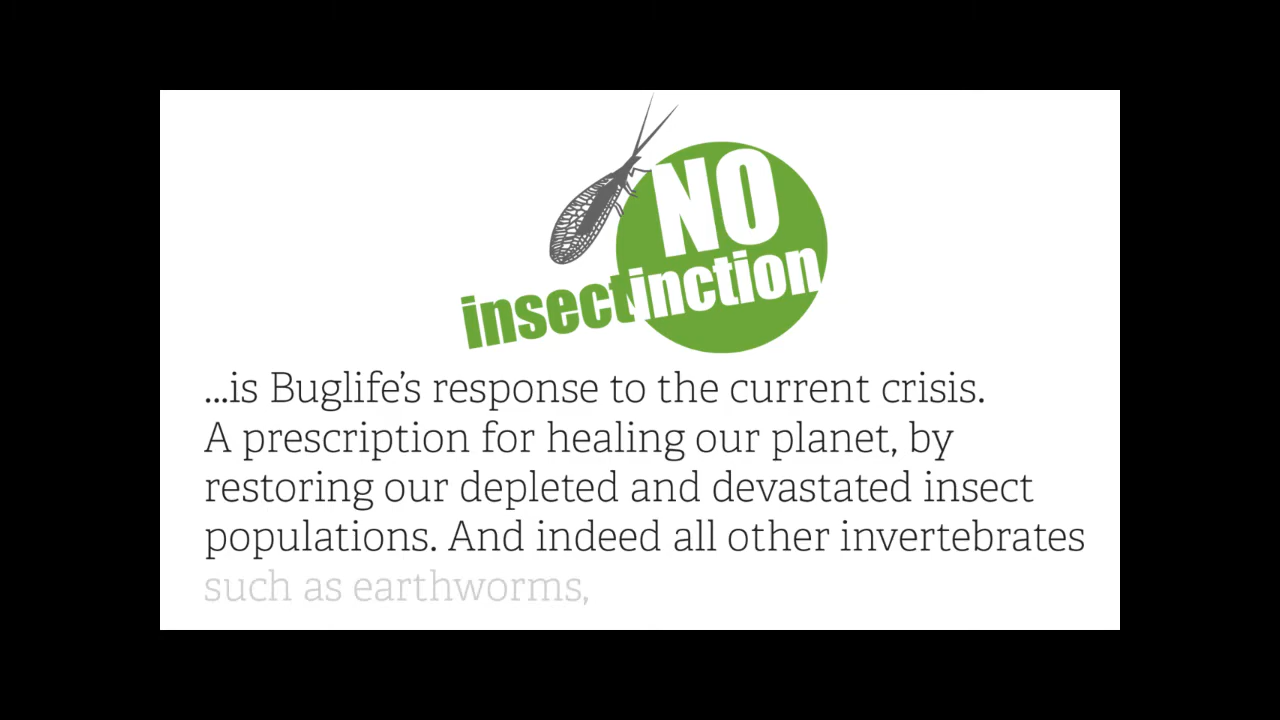 NO
insectinction
...is Buglife’s response to the current crisis.
A prescription for healing our planet, by
restoring our depleted and devastated insect
populations. And indeed all other invertebrates
such as earthworms,